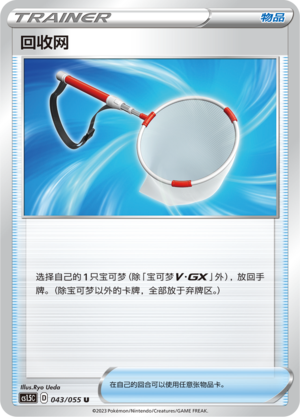 TRAINER 物品
回收网
选择自己的1只宝可梦（除「宝可梦V・GX」外），放回手
牌。（除宝可梦以外的卡牌，全部放于弃牌区。）
Illus.Ryo Ueda
cs1.5C D 043/055 U
在自己的回合可以使用任意张物品卡。
©2023 Pokémon/Nintendo/Creatures/GAME FREAK.